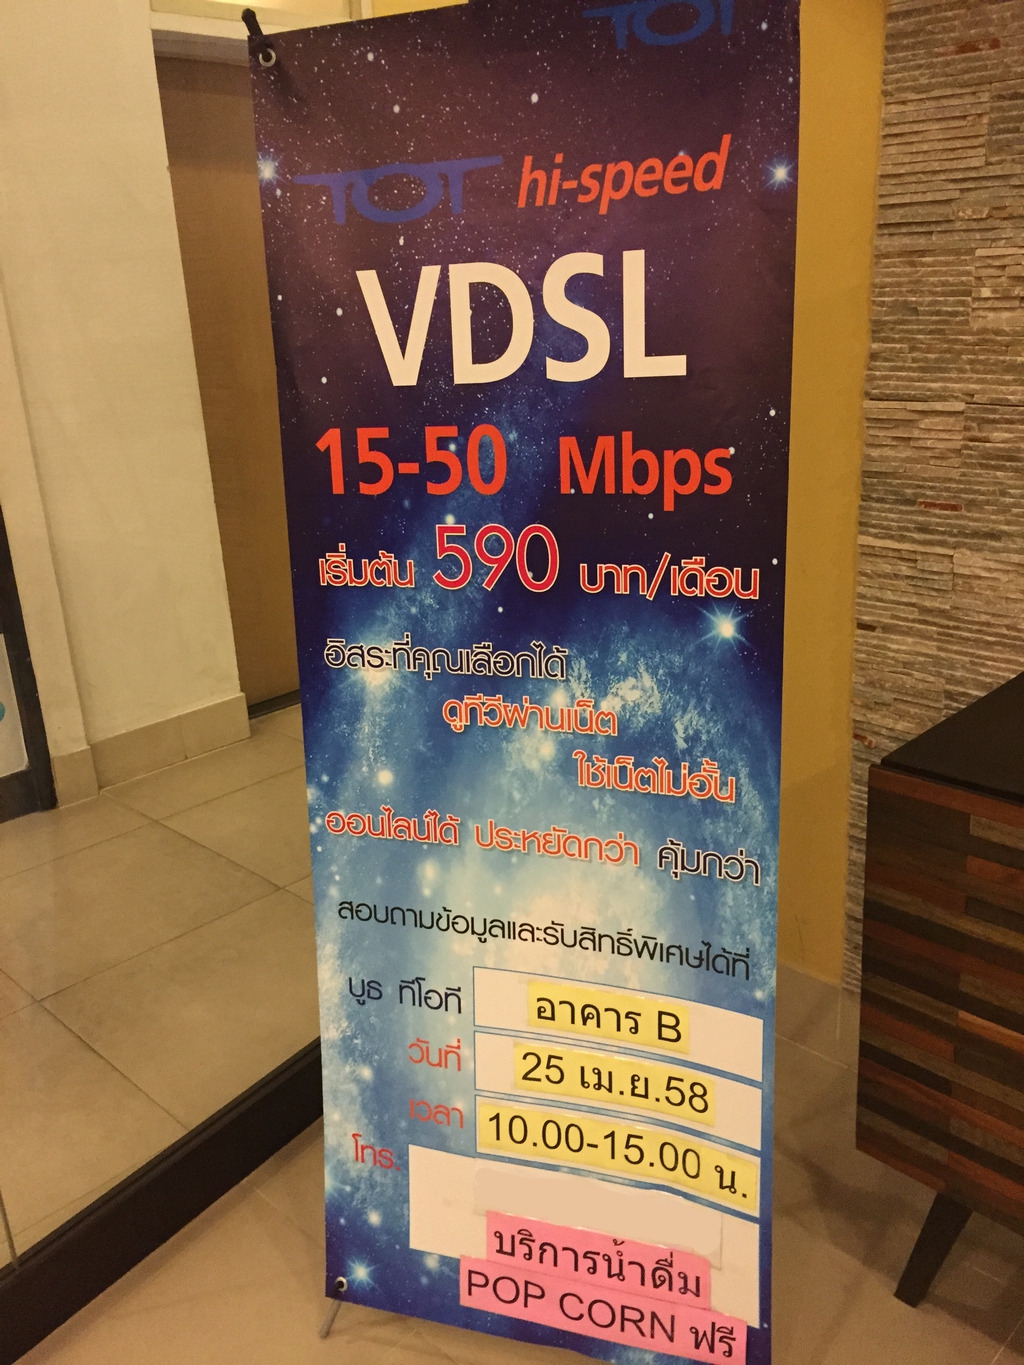 TOT
TOT hi-speed
VDSL
15-50 Mbps
เริ่มต้น 590 บาท/เดือน
อิสระที่คุณเลือกได้
ดูทีวีผ่านเน็ต
ใช้เน็ตไม่อั้น
ออนไลน์ได้ ประหยัดกว่า คุ้มกว่า
สอบถามข้อมูลและรับสิทธิ์พิเศษได้ที่
บูธ ทีโอที อาคาร B
วันที่ 25 เม.ย.58
เวลา 10.00-15.00 น.
โทร.
บริการน้ำดื่ม
POP CORN ฟรี